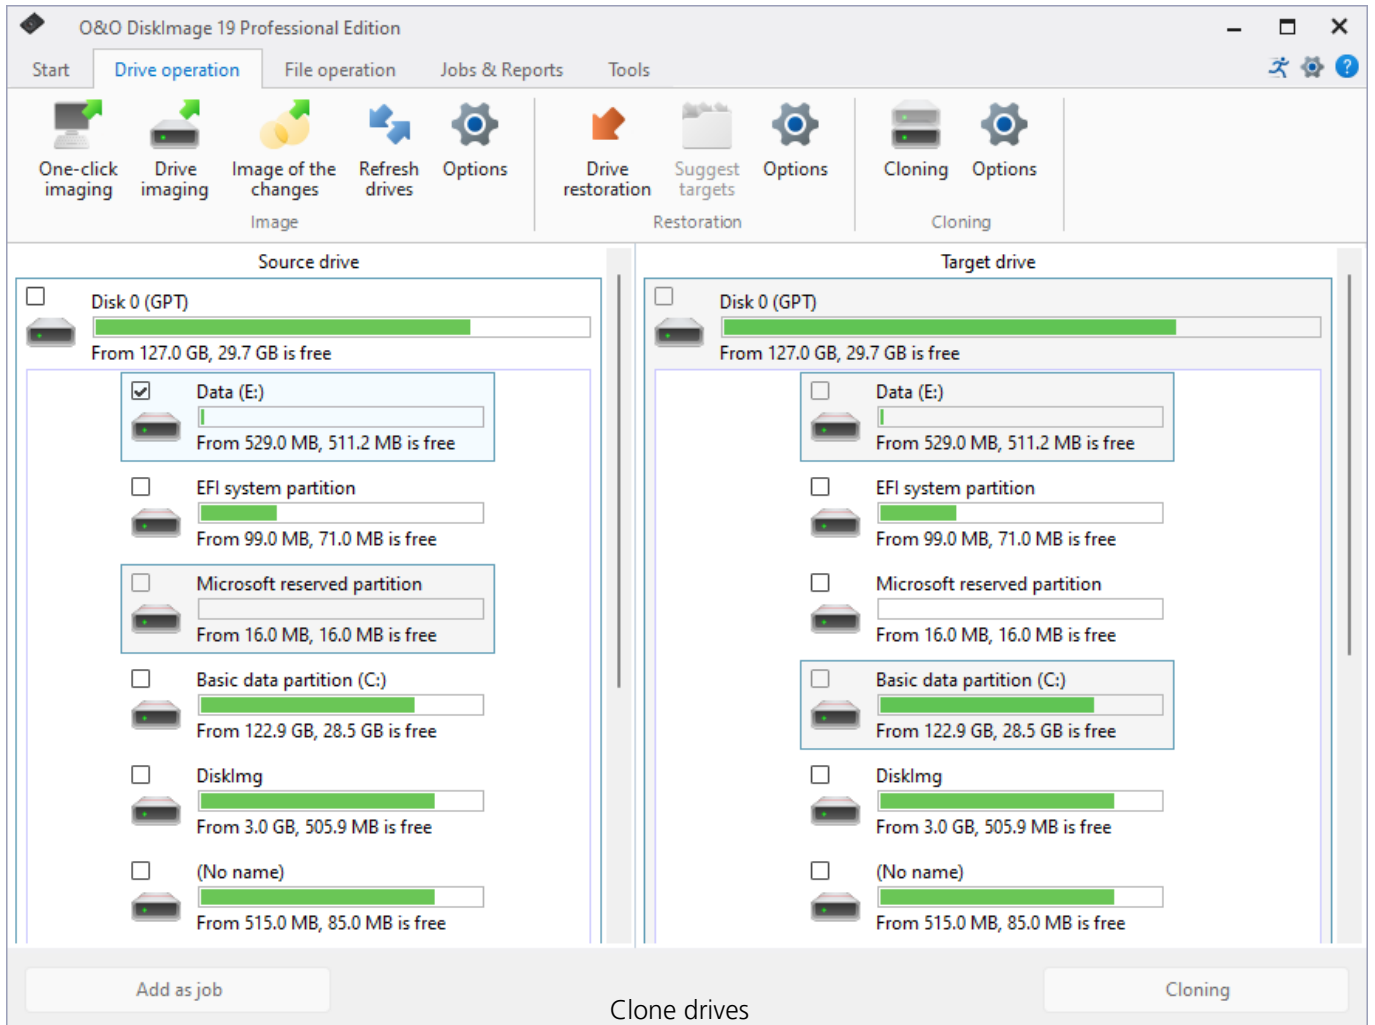 O&O DiskImage 19 Professional Edition
Start Drive operation File operation Jobs & Reports Tools
One-click imaging
Drive imaging
Image of the changes
Refresh drives
Options
Image
Drive restoration
Suggest targets
Options
Restoration
Cloning
Options
Cloning
Source drive
Disk 0 (GPT)
From 127.0 GB, 29.7 GB is free
Data (E:)
From 529.0 MB, 511.2 MB is free
EFI system partition
From 99.0 MB, 71.0 MB is free
Microsoft reserved partition
From 16.0 MB, 16.0 MB is free
Basic data partition (C:)
From 122.9 GB, 28.5 GB is free
DiskImg
From 3.0 GB, 505.9 MB is free
(No name)
From 515.0 MB, 85.0 MB is free
Target drive
Disk 0 (GPT)
From 127.0 GB, 29.7 GB is free
Data (E:)
From 529.0 MB, 511.2 MB is free
EFI system partition
From 99.0 MB, 71.0 MB is free
Microsoft reserved partition
From 16.0 MB, 16.0 MB is free
Basic data partition (C:)
From 122.9 GB, 28.5 GB is free
DiskImg
From 3.0 GB, 505.9 MB is free
(No name)
From 515.0 MB, 85.0 MB is free
Add as job
Cloning
Clone drives